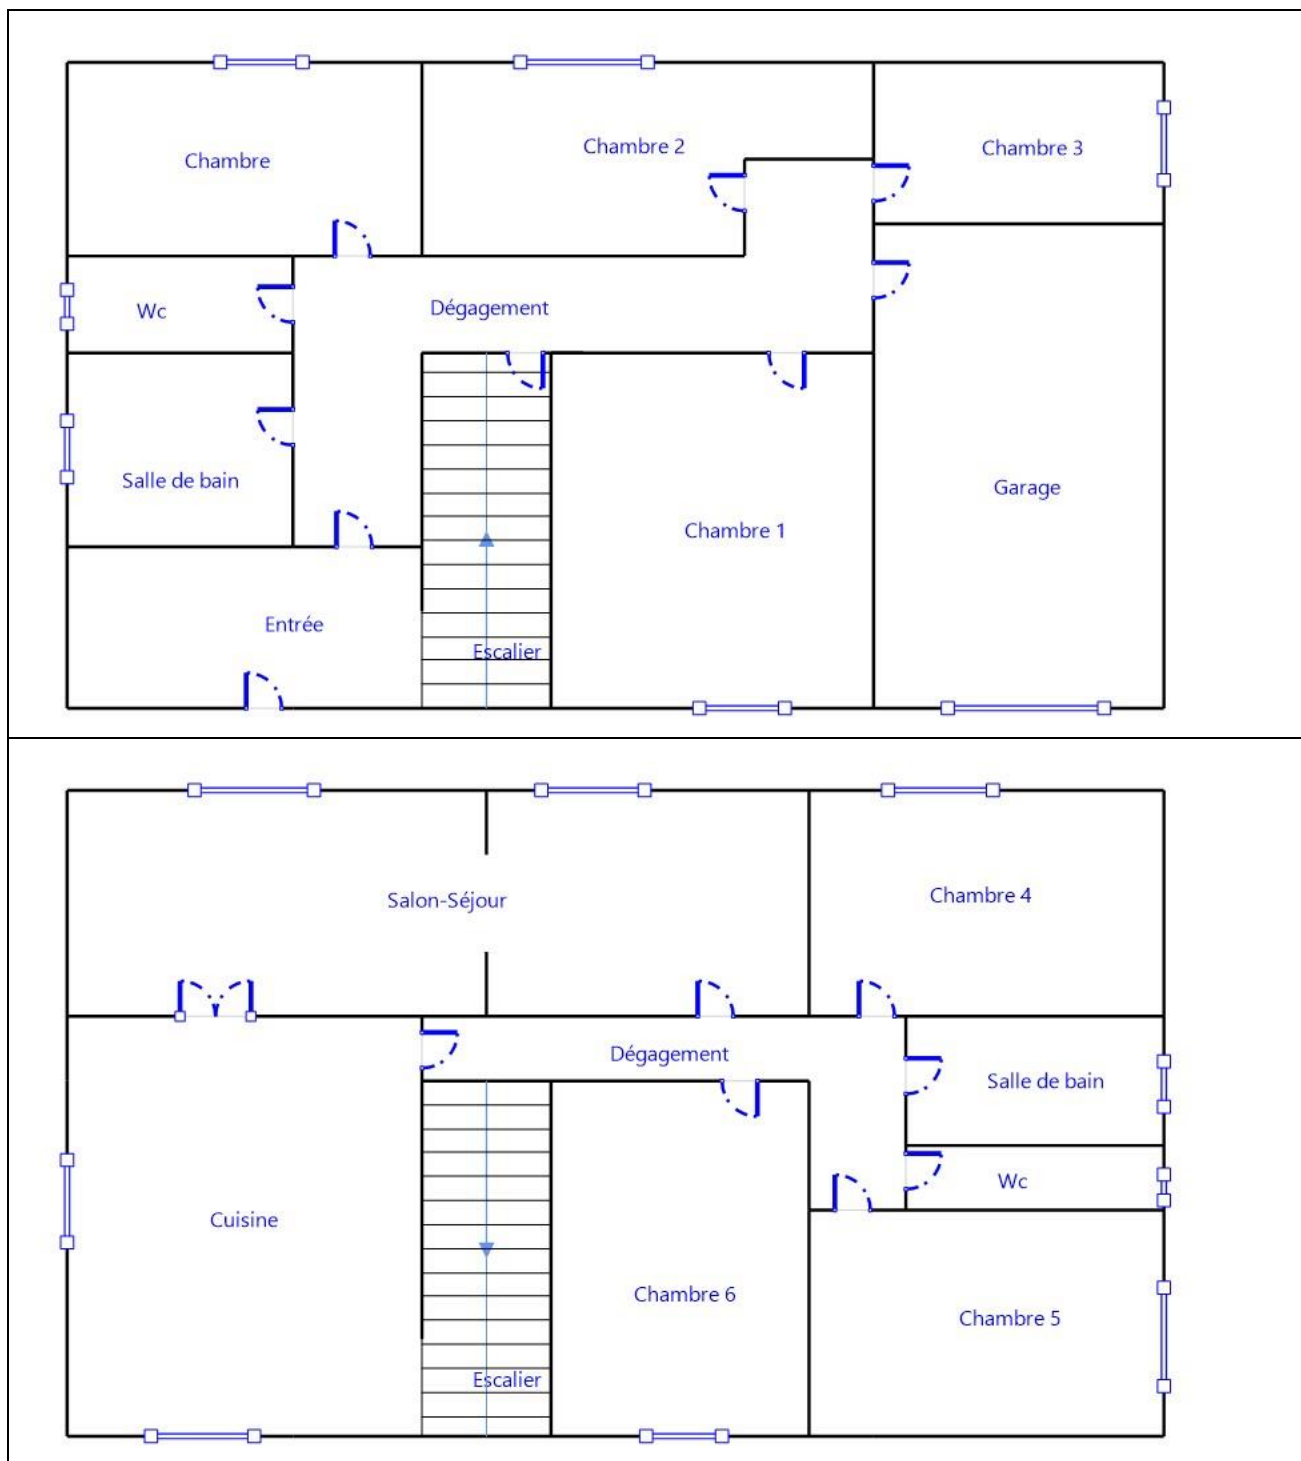 Chambre
Chambre 2
Chambre 3
Wc
Dégagement
Salle de bain
Garage
Chambre 1
Entrée
Escalier
Salon-Séjour
Chambre 4
Dégagement
Salle de bain
Wc
Cuisine
Chambre 6
Chambre 5
Escalier